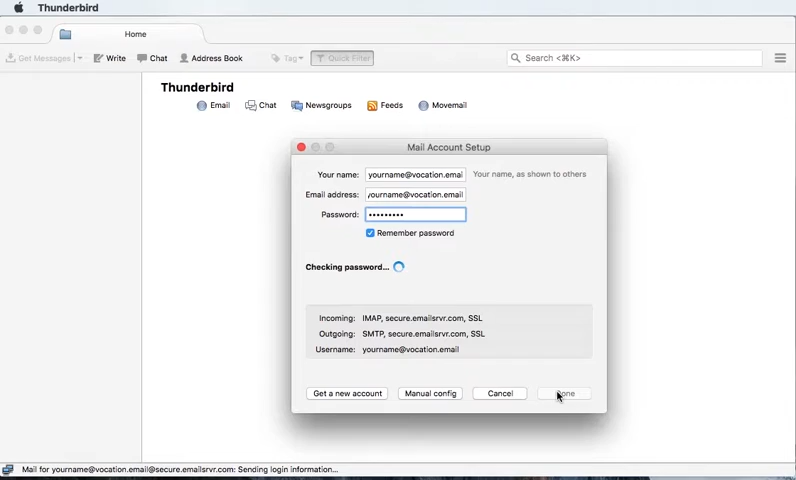 Thunderbird
Home
Get Messages Write Chat Address Book Tag Quick Filter Search <⌘K>
Thunderbird
Email Chat Newsgroups Feeds Movemail
Mail Account Setup
Your name: yourname@vocation.emai Your name, as shown to others
Email address: yourname@vocation.email
Password: •••••••••
Remember password
Checking password...
Incoming: IMAP, secure.emailsrvr.com, SSL
Outgoing: SMTP, secure.emailsrvr.com, SSL
Username: yourname@vocation.email
Get a new account Manual config Cancel Done
Mail for yourname@vocation.email@secure.emailsrvr.com: Sending login information...